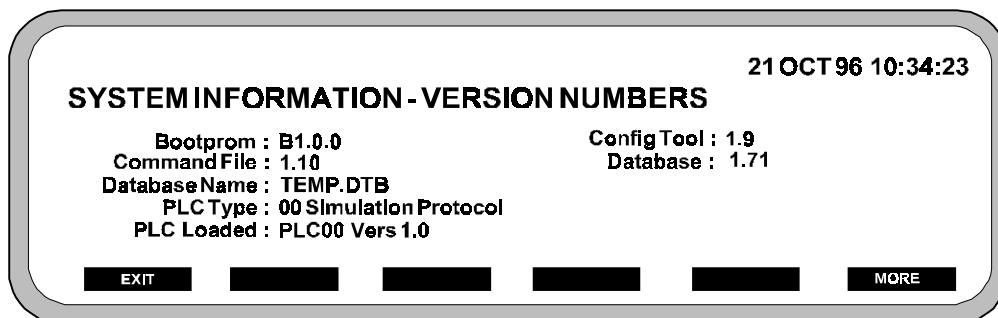 21 OCT 96 10:34:23
SYSTEM INFORMATION - VERSION NUMBERS
Bootprom : B1.0.0
Config Tool : 1.9
Command File : 1.10
Database : 1.71
Database Name : TEMP.DTB
PLC Type : 00 Simulation Protocol
PLC Loaded : PLC00 Vers 1.0
EXIT
MORE